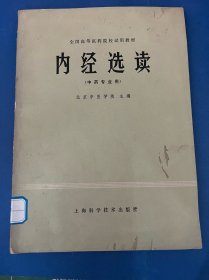 全国高等医药院校试用教材
内经选读
(中医专业用)
北京中医学院 主编
上海科学技术出版社